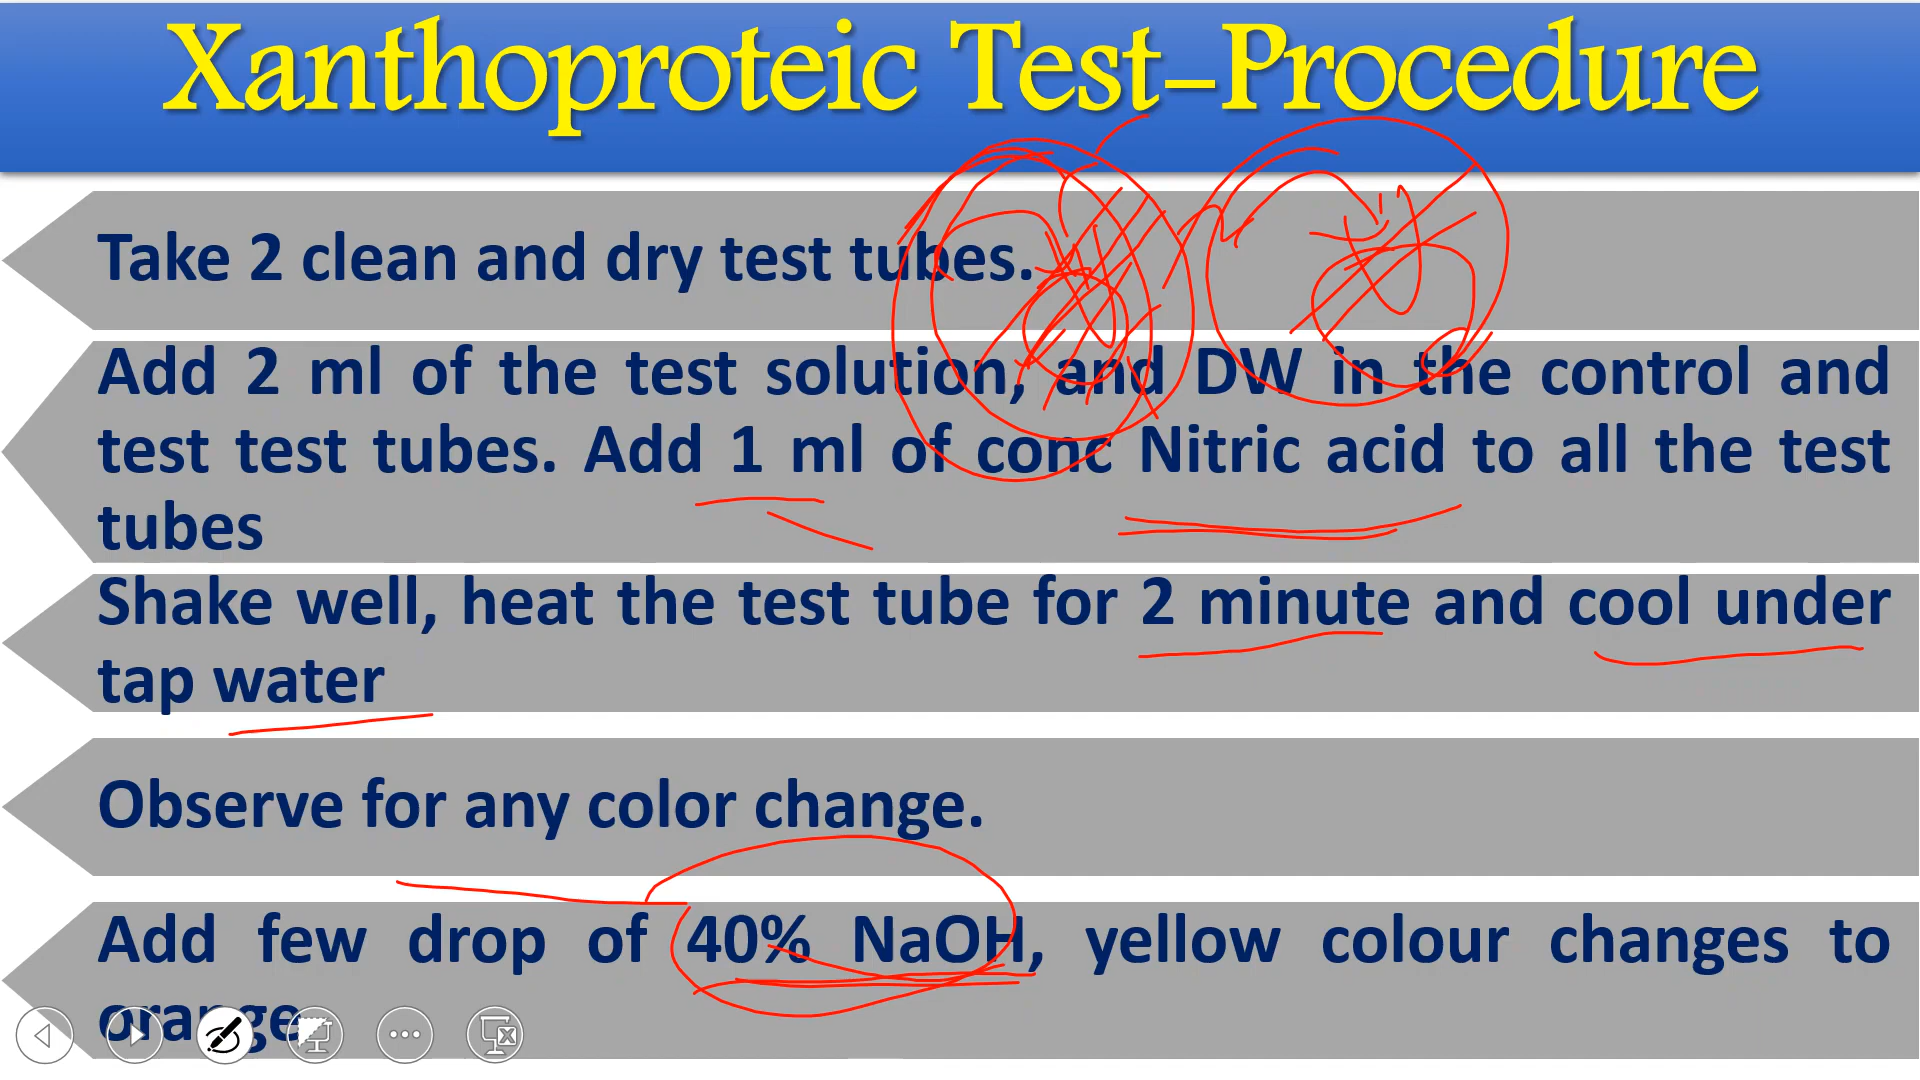 Xanthoproteic Test-Procedure
Take 2 clean and dry test tubes.
Add 2 ml of the test solution, and DW in the control and
test test tubes. Add 1 ml of conc Nitric acid to all the test
tubes
Shake well, heat the test tube for 2 minute and cool under
tap water
Observe for any color change.
Add few drop of 40% NaOH, yellow colour changes to
orange